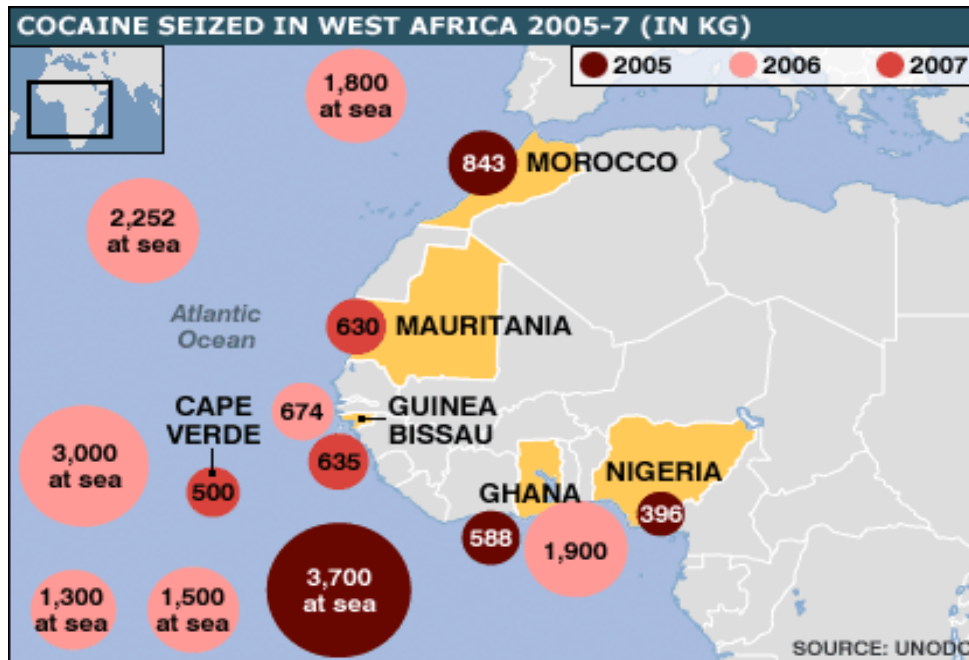 COCAINE SEIZED IN WEST AFRICA 2005-7 (IN KG)
2005 2006 2007
1,800
at sea
843 MOROCCO
2,252
at sea
Atlantic
Ocean
630 MAURITANIA
CAPE
VERDE
674
GUINEA
BISSAU
3,000
at sea
500
635
GHANA
NIGERIA
588
1,900
396
3,700
at sea
1,300
at sea
1,500
at sea
SOURCE: UNODC